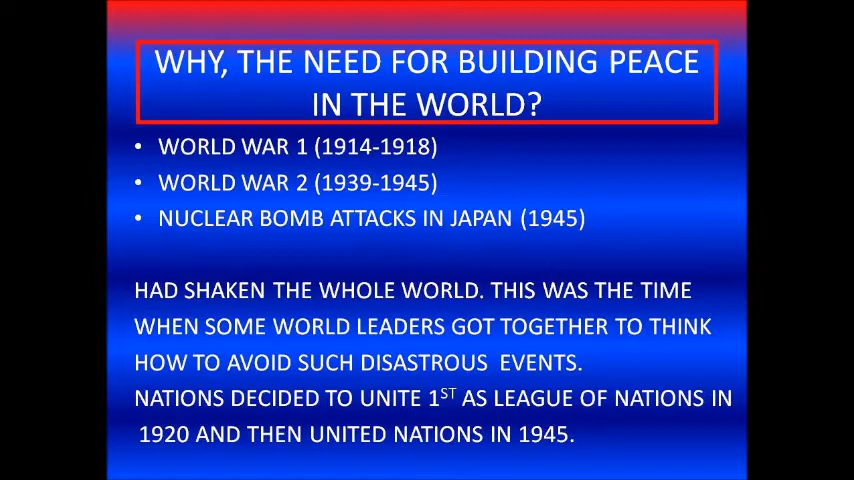 WHY, THE NEED FOR BUILDING PEACE
IN THE WORLD?
• WORLD WAR 1 (1914-1918)
• WORLD WAR 2 (1939-1945)
• NUCLEAR BOMB ATTACKS IN JAPAN (1945)
HAD SHAKEN THE WHOLE WORLD. THIS WAS THE TIME
WHEN SOME WORLD LEADERS GOT TOGETHER TO THINK
HOW TO AVOID SUCH DISASTROUS EVENTS.
NATIONS DECIDED TO UNITE 1ST AS LEAGUE OF NATIONS IN
1920 AND THEN UNITED NATIONS IN 1945.